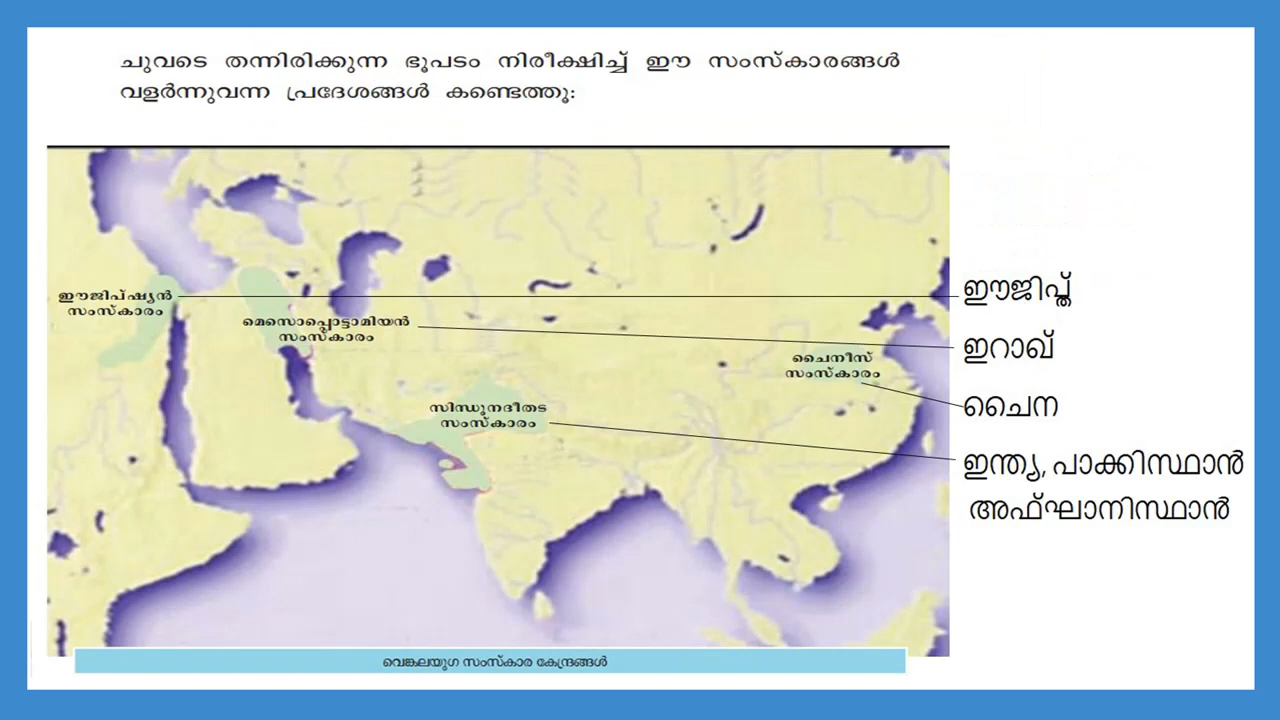 ചുവടെ തന്നിരിക്കുന്ന ഭൂപടം നിരീക്ഷിച്ച് ഈ സംസ്കാരങ്ങൾ
വളർന്നുവന്ന പ്രദേശങ്ങൾ കണ്ടെത്തൂ:
ഈജിപ്ഷ്യൻ
സംസ്കാരം
മെസൊപ്പൊട്ടാമിയൻ
സംസ്കാരം
ചൈനീസ്
സംസ്കാരം
സിന്ധുനദീതട
സംസ്കാരം
ഈജിപ്ത്
ഇറാഖ്
ചൈന
ഇന്ത്യ, പാക്കിസ്ഥാൻ
അഫ്ഘാനിസ്ഥാൻ
വെങ്കലയുഗ സംസ്കാര കേന്ദ്രങ്ങൾ